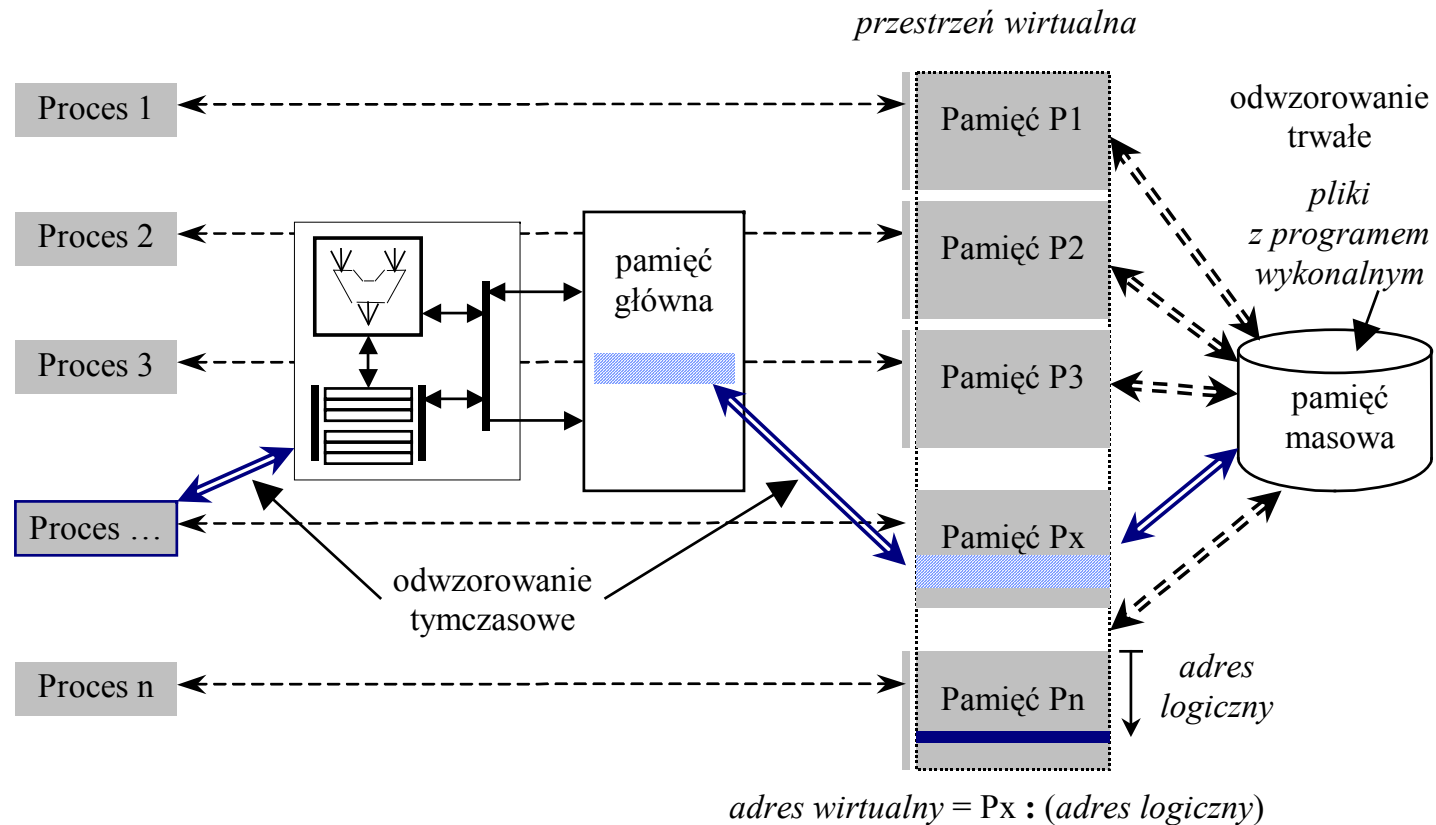 przestrzeń wirtualna
Proces 1
Pamięć P1
odwzorowanie
trwałe
pliki
z programem
wykonalnym
Proces 2
pamięć
główna
Pamięć P2
Proces 3
Pamięć P3
pamięć
masowa
Proces …
Pamięć Px
odwzorowanie
tymczasowe
Proces n
Pamięć Pn
adres
logiczny
adres wirtualny = Px : (adres logiczny)